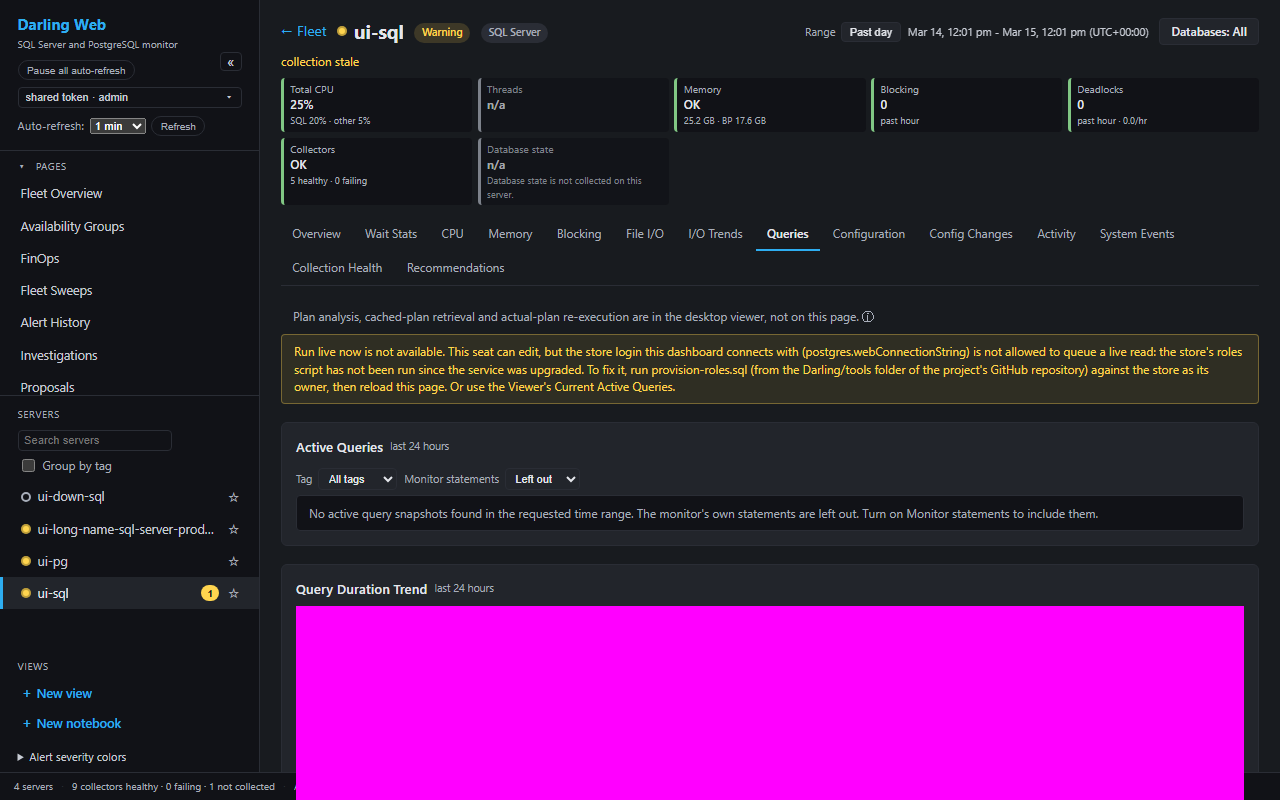 Darling Web
SQL Server and PostgreSQL monitor
Pause all auto-refresh
«
shared token · admin
Auto-refresh: 1 min Refresh
PAGES
Fleet Overview
Availability Groups
FinOps
Fleet Sweeps
Alert History
Investigations
Proposals
SERVERS
Search servers
Group by tag
ui-down-sql
ui-long-name-sql-server-prod...
ui-pg
ui-sql 1
VIEWS
+ New view
+ New notebook
Alert severity colors
← Fleet ui-sql Warning SQL Server
Range Past day Mar 14, 12:01 pm - Mar 15, 12:01 pm (UTC+00:00) Databases: All
collection stale
Total CPU
25%
SQL 20% · other 5%
Threads
n/a
Memory
OK
25.2 GB · BP 17.6 GB
Blocking
0
past hour
Deadlocks
0
past hour · 0.0/hr
Collectors
OK
5 healthy · 0 failing
Database state
n/a
Database state is not collected on this
server.
Overview Wait Stats CPU Memory Blocking File I/O I/O Trends Queries Configuration Config Changes Activity System Events
Collection Health Recommendations
Plan analysis, cached-plan retrieval and actual-plan re-execution are in the desktop viewer, not on this page. ⓘ
Run live now is not available. This seat can edit, but the store login this dashboard connects with (postgres.webConnectionString) is not allowed to queue a live read: the store's roles
script has not been run since the service was upgraded. To fix it, run provision-roles.sql (from the Darling/tools folder of the project's GitHub repository) against the store as its
owner, then reload this page. Or use the Viewer's Current Active Queries.
Active Queries last 24 hours
Tag All tags Monitor statements Left out
No active query snapshots found in the requested time range. The monitor's own statements are left out. Turn on Monitor statements to include them.
Query Duration Trend last 24 hours
4 servers · 9 collectors healthy · 0 failing · 1 not collected ·